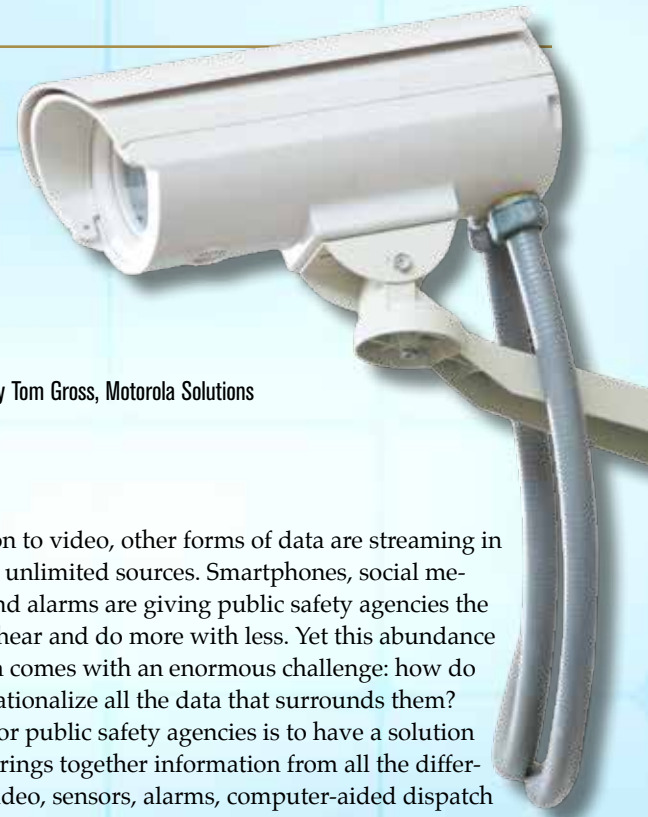 y Tom Gross, Motorola Solutions
on to video, other forms of data are streaming in
unlimited sources. Smartphones, social me-
nd alarms are giving public safety agencies the
hear and do more with less. Yet this abundance
comes with an enormous challenge: how do
ationalize all the data that surrounds them?
or public safety agencies is to have a solution
rings together information from all the differ-
ideo, sensors, alarms, computer-aided dispatch